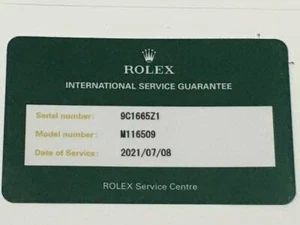 ROLEX
INTERNATIONAL SERVICE GUARANTEE
Serial number: 9C1665Z1
Model number: M116509
Date of Service: 2021/07/08
ROLEX Service Centre